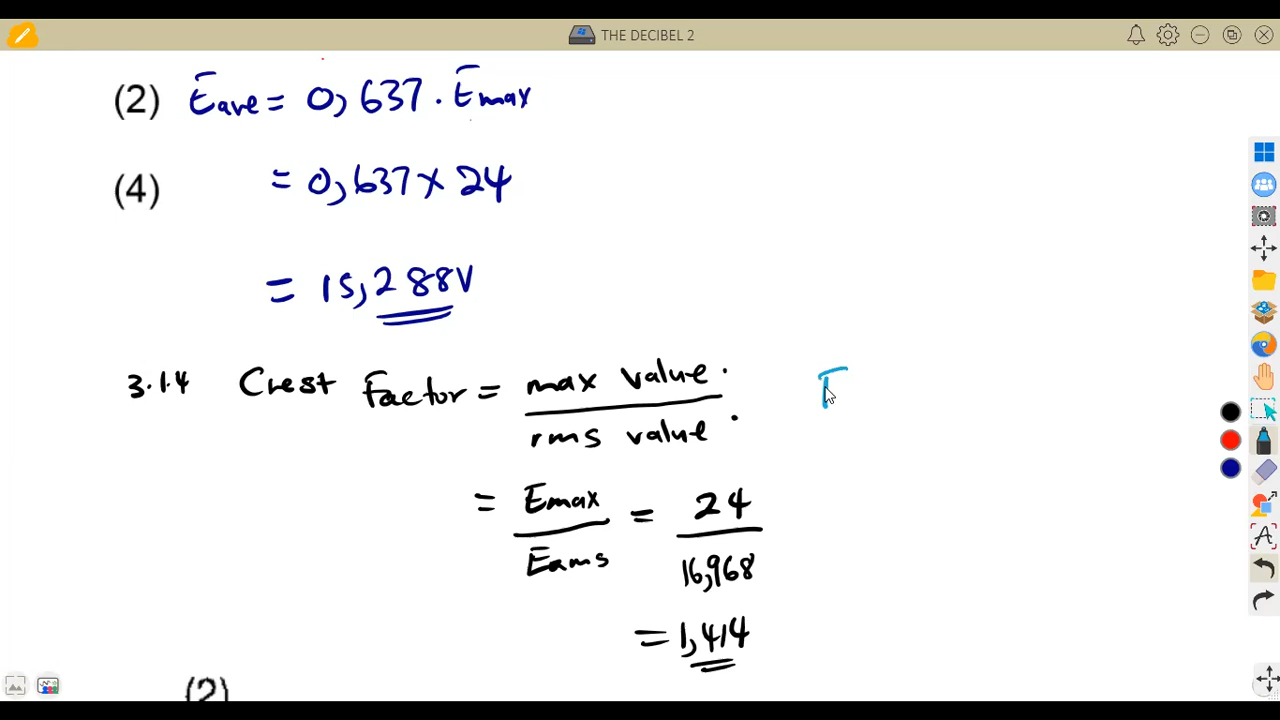 THE DECIBEL 2
(2) Eave = 0,637 . Emax
(4) = 0,637 x 24
= 15,288V
3.1.4 Crest Factor = max value.
rms value.
= Emax = 24
Eams 16,968
= 1,414
(2)